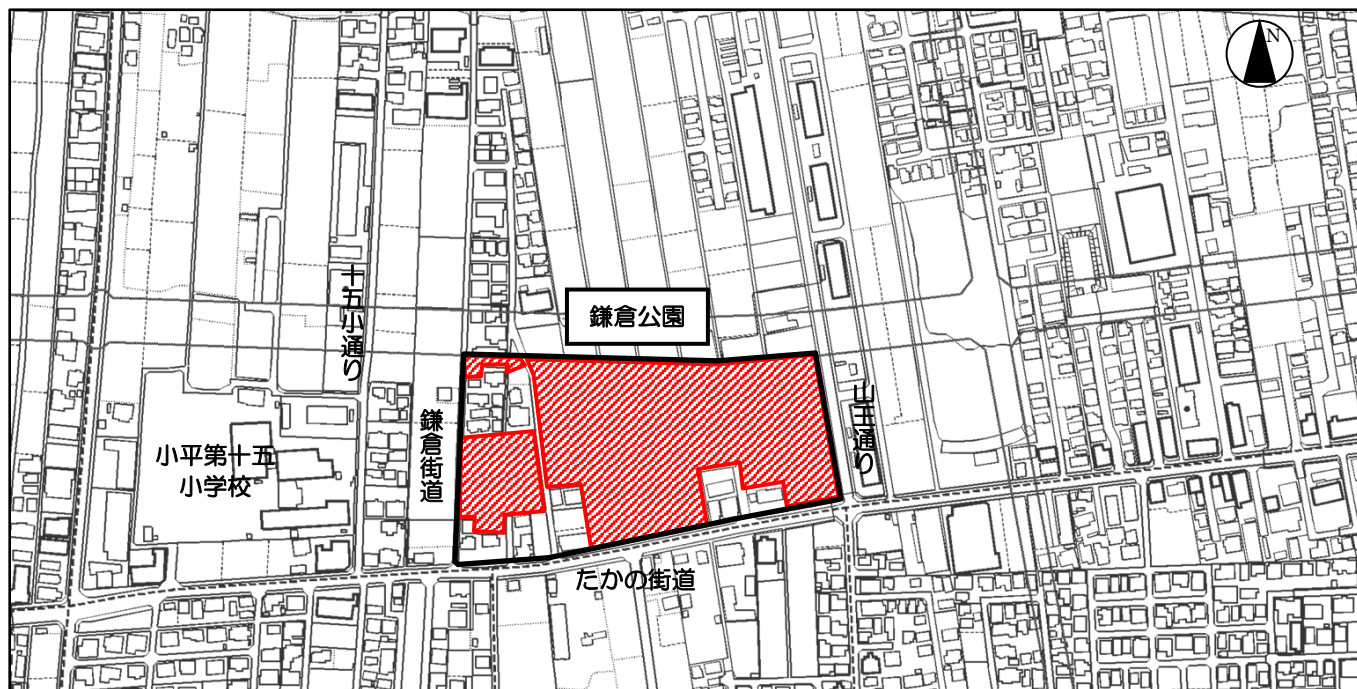 N
十五小通り
鎌倉公園
鎌倉街道
山王通り
小平第十五
小学校
たかの街道